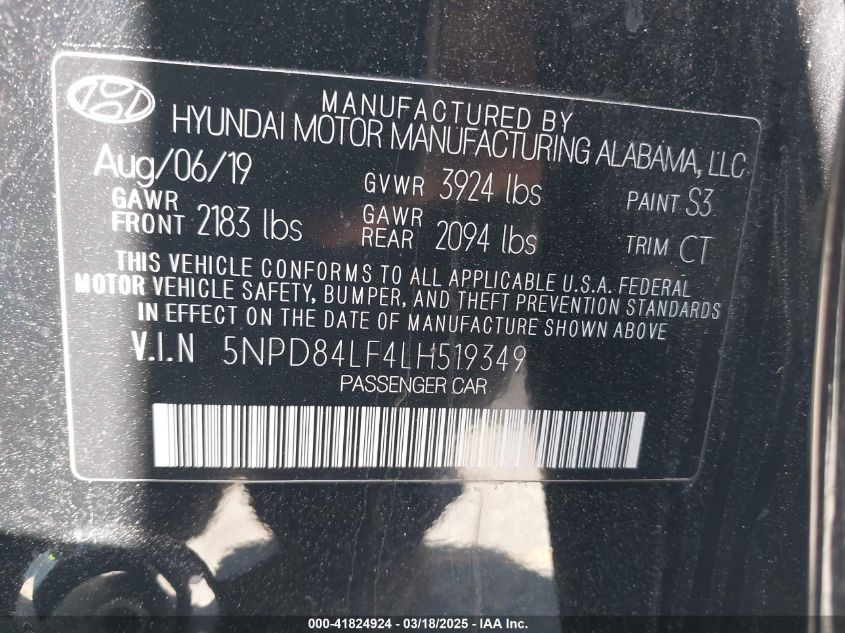 MANUFACTURED BY
HYUNDAI MOTOR MANUFACTURING ALABAMA, LLC
Aug/06/19 GVWR 3924 lbs PAINT S3
GAWR FRONT 2183 lbs GAWR REAR 2094 lbs TRIM CT
THIS VEHICLE CONFORMS TO ALL APPLICABLE U.S.A. FEDERAL
MOTOR VEHICLE SAFETY, BUMPER, AND THEFT PREVENTION STANDARDS
IN EFFECT ON THE DATE OF MANUFACTURE SHOWN ABOVE
V.I.N 5NPD84LF4LH519349
PASSENGER CAR
000-41824924 - 03/18/2025 - IAA Inc.